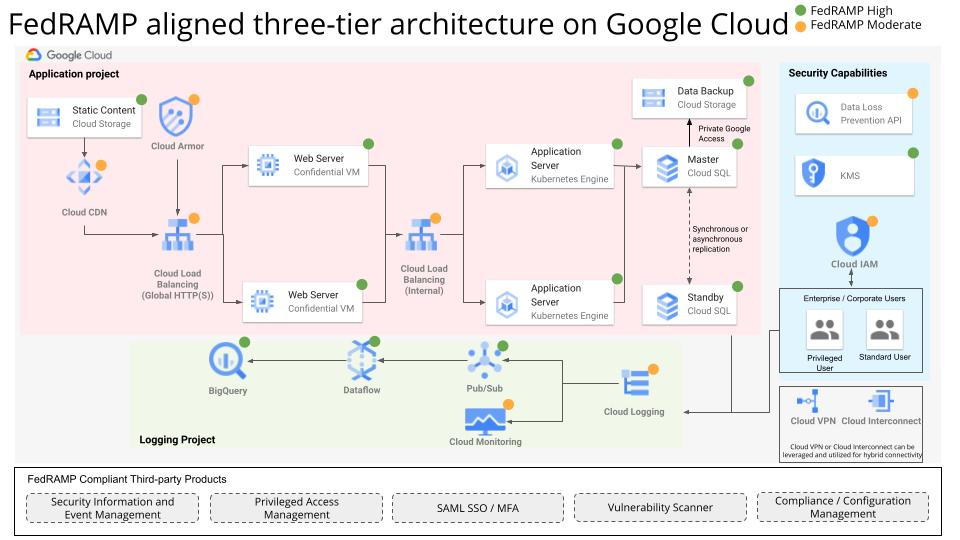 FedRAMP aligned three-tier architecture on Google Cloud
FedRAMP High
FedRAMP Moderate
Google Cloud
Application project
Static Content
Cloud Storage
Cloud Armor
Cloud CDN
Cloud Load
Balancing
(Global HTTP(S))
Web Server
Confidential VM
Web Server
Confidential VM
Cloud Load
Balancing
(Internal)
Application
Server
Kubernetes Engine
Application
Server
Kubernetes Engine
Data Backup
Cloud Storage
Private Google
Access
Master
Cloud SQL
Synchronous or
asynchronous
replication
Standby
Cloud SQL
Security Capabilities
Data Loss
Prevention API
KMS
Cloud IAM
Enterprise / Corporate Users
Privileged
User
Standard User
Cloud VPN
Cloud Interconnect
Cloud VPN or Cloud Interconnect can be
leveraged and utilized for hybrid connectivity
BigQuery
Dataflow
Pub/Sub
Cloud Monitoring
Cloud Logging
Logging Project
FedRAMP Compliant Third-party Products
Security Information and
Event Management
Privileged Access
Management
SAML SSO / MFA
Vulnerability Scanner
Compliance / Configuration
Management